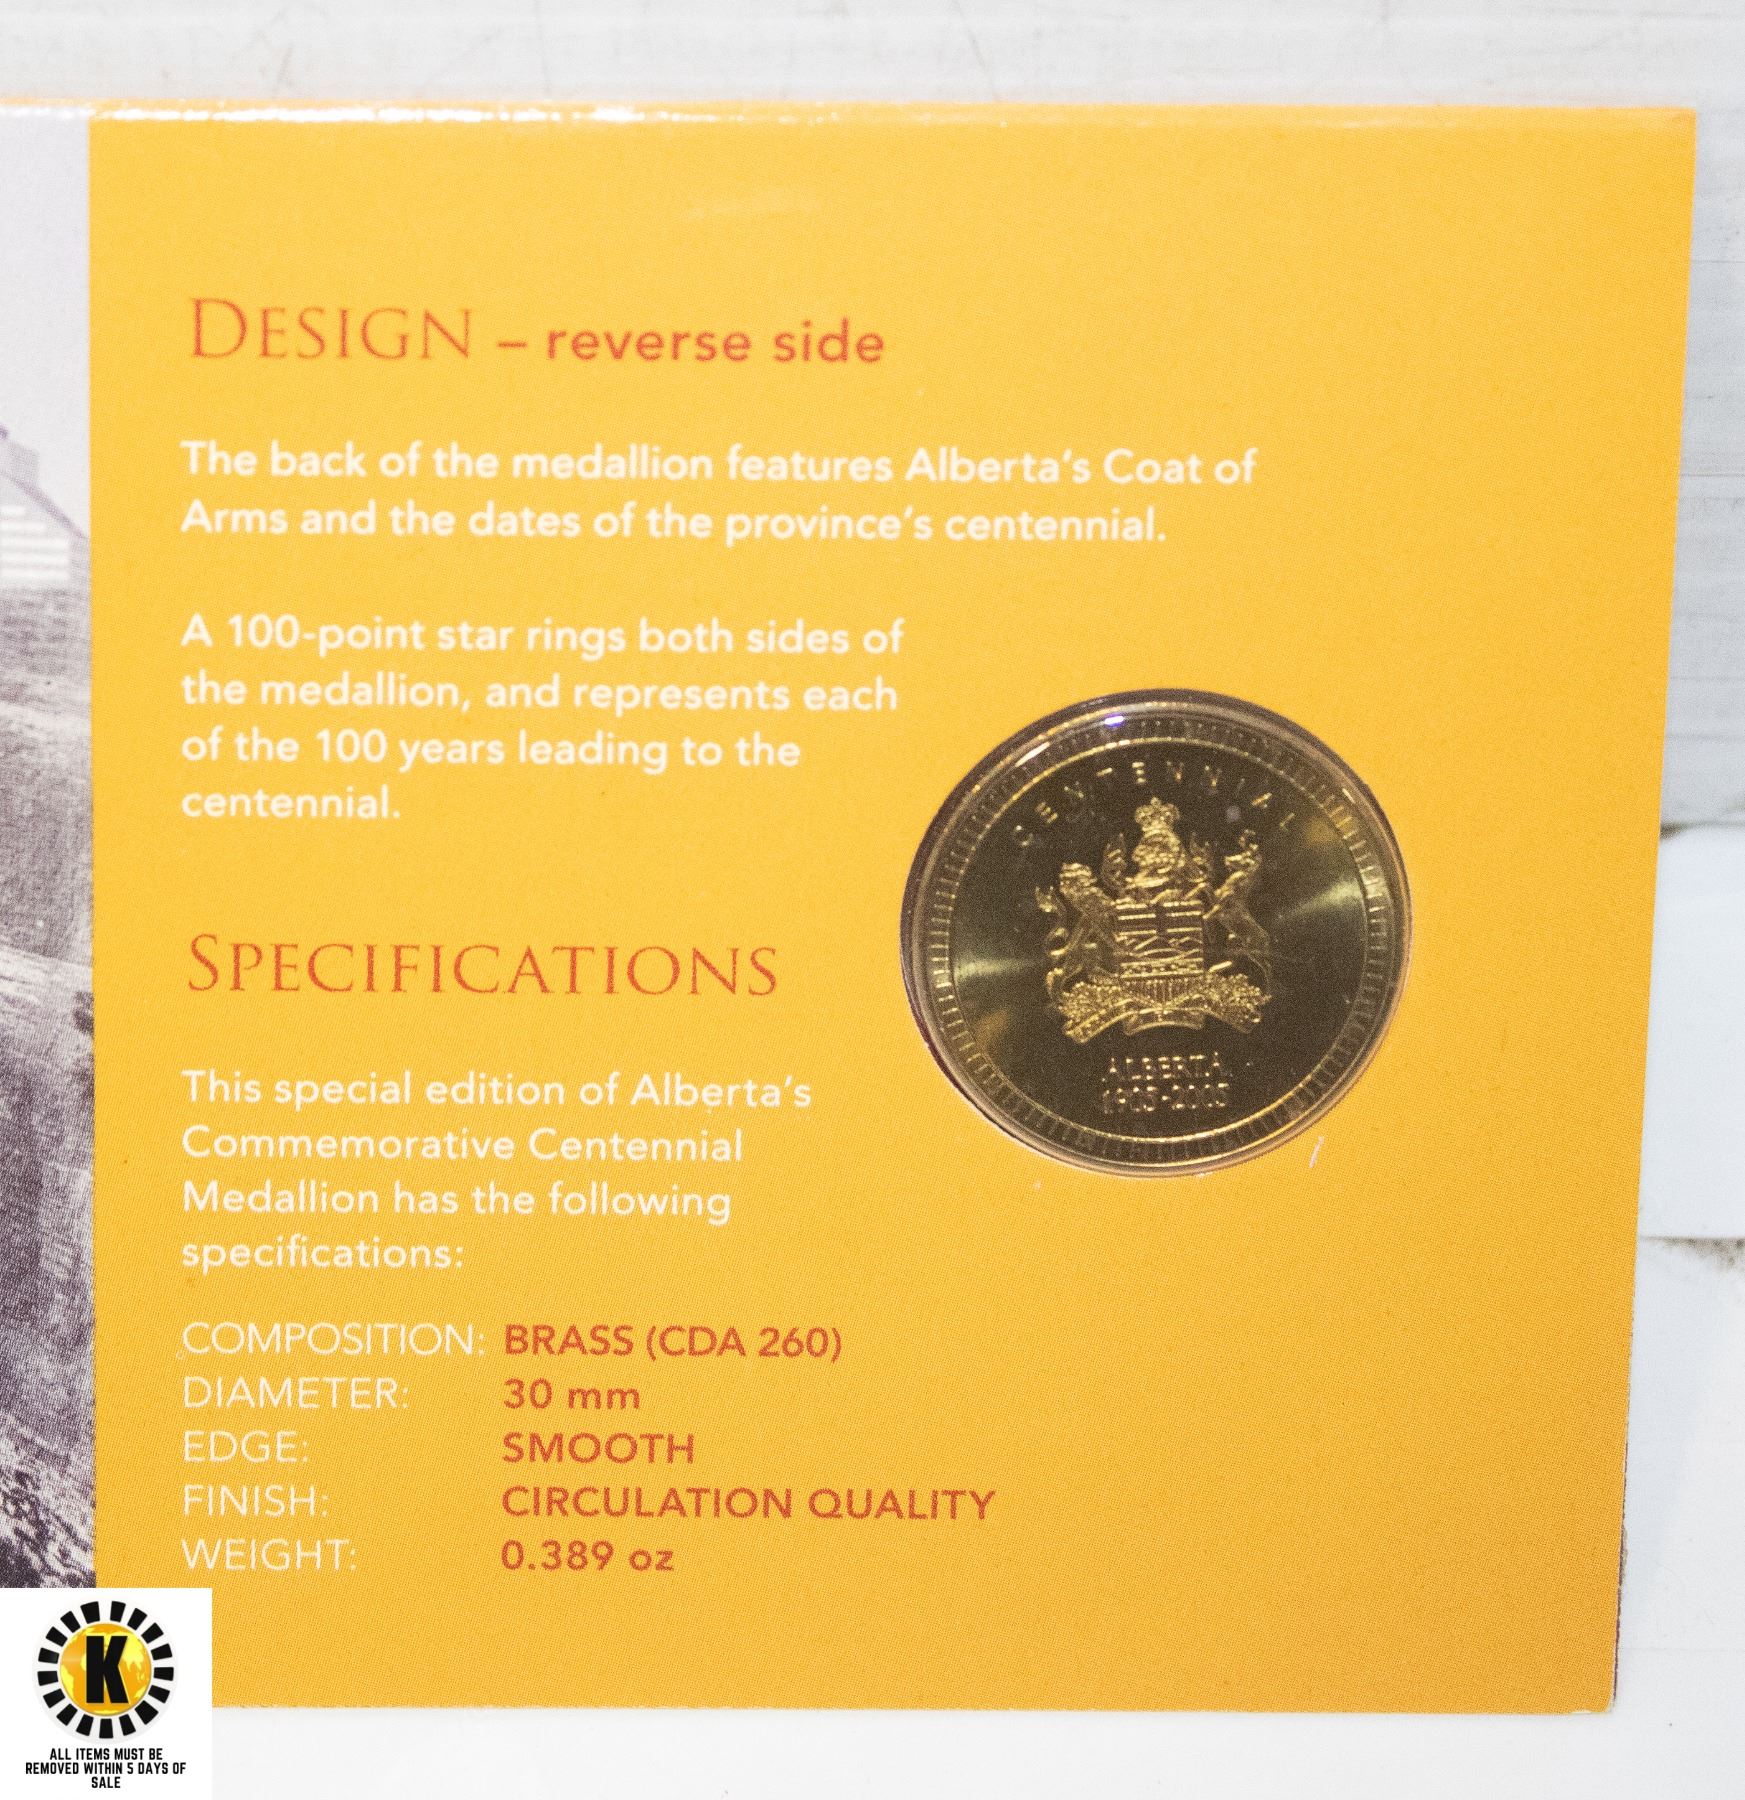 DESIGN – reverse side
The back of the medallion features Alberta's Coat of
Arms and the dates of the province's centennial.
A 100-point star rings both sides of
the medallion, and represents each
of the 100 years leading to the
centennial.
CENTENNIAL
ALBERTA
1905-2005
SPECIFICATIONS
This special edition of Alberta's
Commemorative Centennial
Medallion has the following
specifications:
COMPOSITION: BRASS (CDA 260)
DIAMETER: 30 mm
EDGE: SMOOTH
FINISH: CIRCULATION QUALITY
WEIGHT: 0.389 oz
K
ALL ITEMS MUST BE
REMOVED WITHIN 5 DAYS OF
SALE